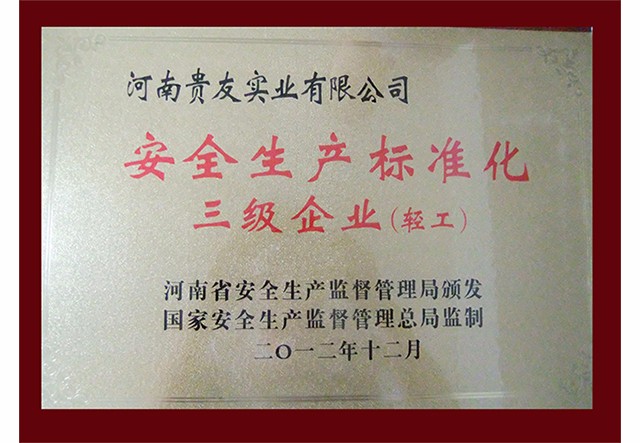 河南贵友实业有限公司
安全生产标准化
三级企业(轻工)
河南省安全生产监督管理局颁发
国家安全生产监督管理总局监制
二〇一二年十二月